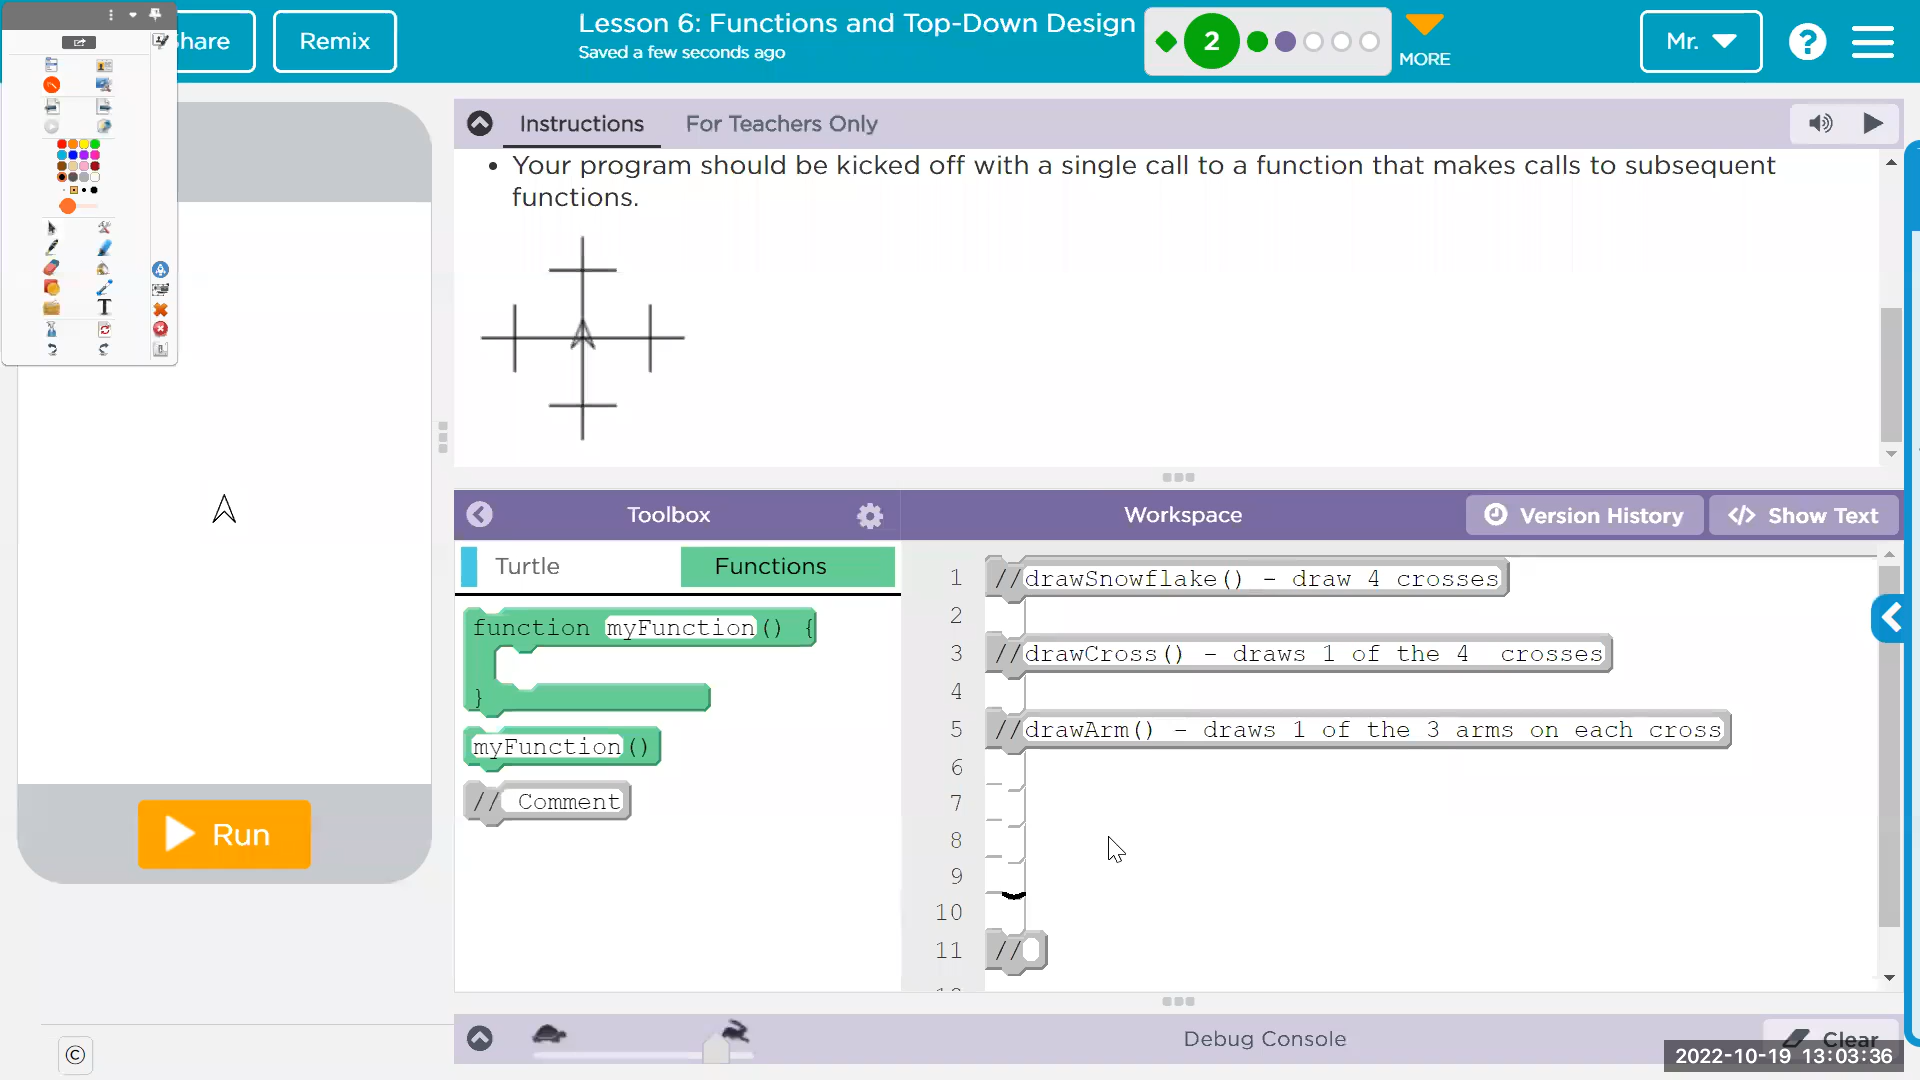 Share
Remix
Lesson 6: Functions and Top-Down Design
Saved a few seconds ago
2
MORE
Mr.
?
Instructions
For Teachers Only
• Your program should be kicked off with a single call to a function that makes calls to subsequent
functions.
T
Toolbox
Workspace
Version History
</> Show Text
Turtle
Functions
function myFunction() {
}
myFunction()
// Comment
1 //drawSnowflake() - draw 4 crosses
2
3 //drawCross() - draws 1 of the 4  crosses
4
5 //drawArm() - draws 1 of the 3 arms on each cross
6
7
8
9
10
11 //
Run
©
Debug Console
Clear
2022-10-19 13:03:36